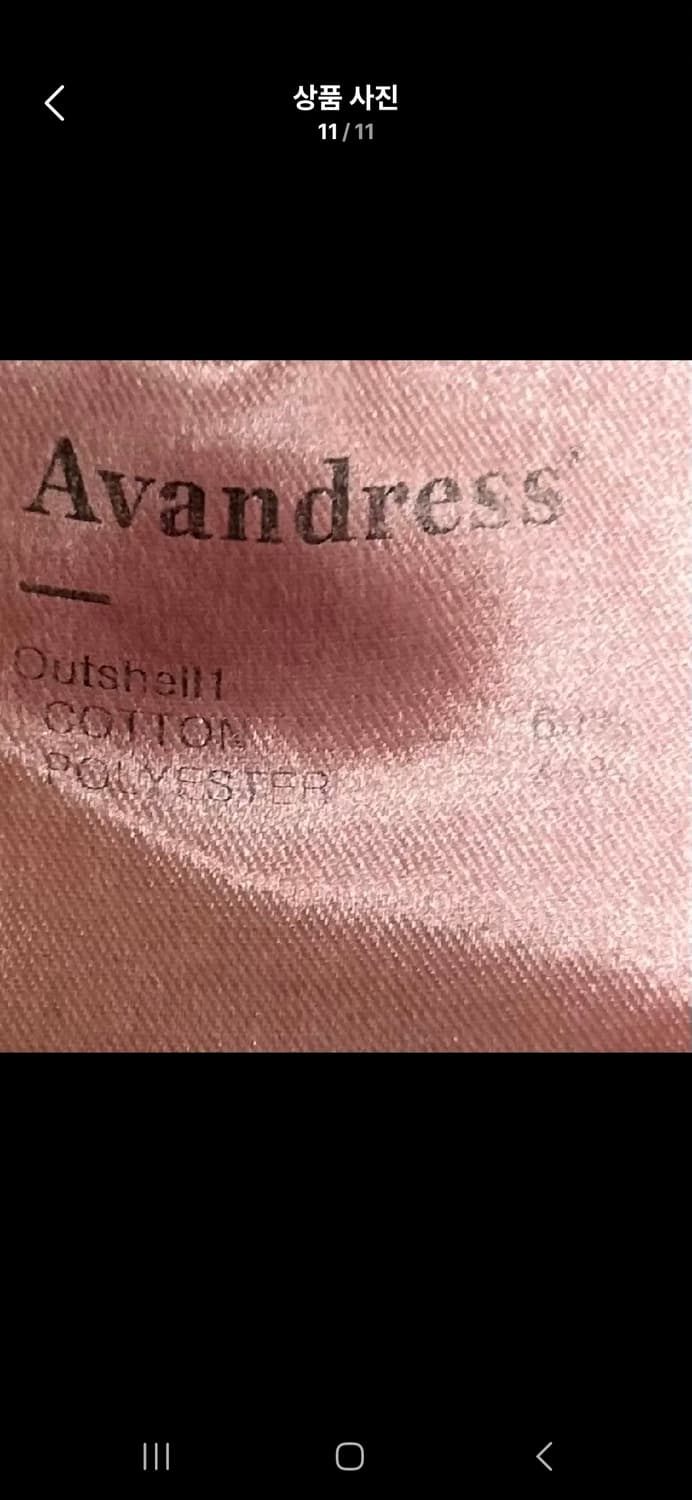 상품 사진
11 / 11
Avandress
Outshell1
COTTON
POLYESTER